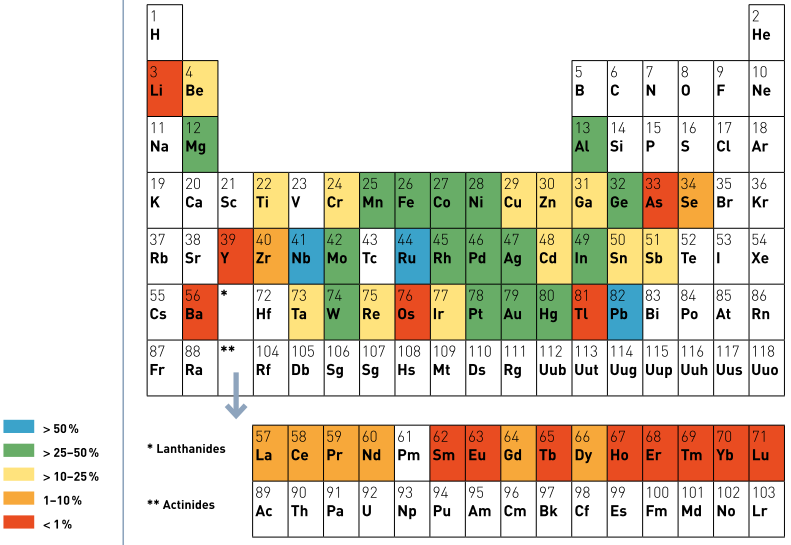 1 2
H He
3 4 5 6 7 8 9 10
Li Be B C N O F Ne
11 12 13 14 15 16 17 18
Na Mg Al Si P S Cl Ar
19 20 21 22 23 24 25 26 27 28 29 30 31 32 33 34 35 36
K Ca Sc Ti V Cr Mn Fe Co Ni Cu Zn Ga Ge As Se Br Kr
37 38 39 40 41 42 43 44 45 46 47 48 49 50 51 52 53 54
Rb Sr Y Zr Nb Mo Tc Ru Rh Pd Ag Cd In Sn Sb Te I Xe
55 56 * 72 73 74 75 76 77 78 79 80 81 82 83 84 85 86
Cs Ba Hf Ta W Re Os Ir Pt Au Hg Tl Pb Bi Po At Rn
87 88 ** 104 105 106 107 108 109 110 111 112 113 114 115 116 117 118
Fr Ra Rf Db Sg Sg Hs Mt Ds Rg Uub Uut Uug Uup Uuh Uus Uuo
> 50 %
> 25–50 %
> 10–25 %
1–10 %
< 1 %
* Lanthanides
57 58 59 60 61 62 63 64 65 66 67 68 69 70 71
La Ce Pr Nd Pm Sm Eu Gd Tb Dy Ho Er Tm Yb Lu
** Actinides
89 90 91 92 93 94 95 96 97 98 99 100 101 102 103
Ac Th Pa U Np Pu Am Cm Bk Cf Es Fm Md No Lr